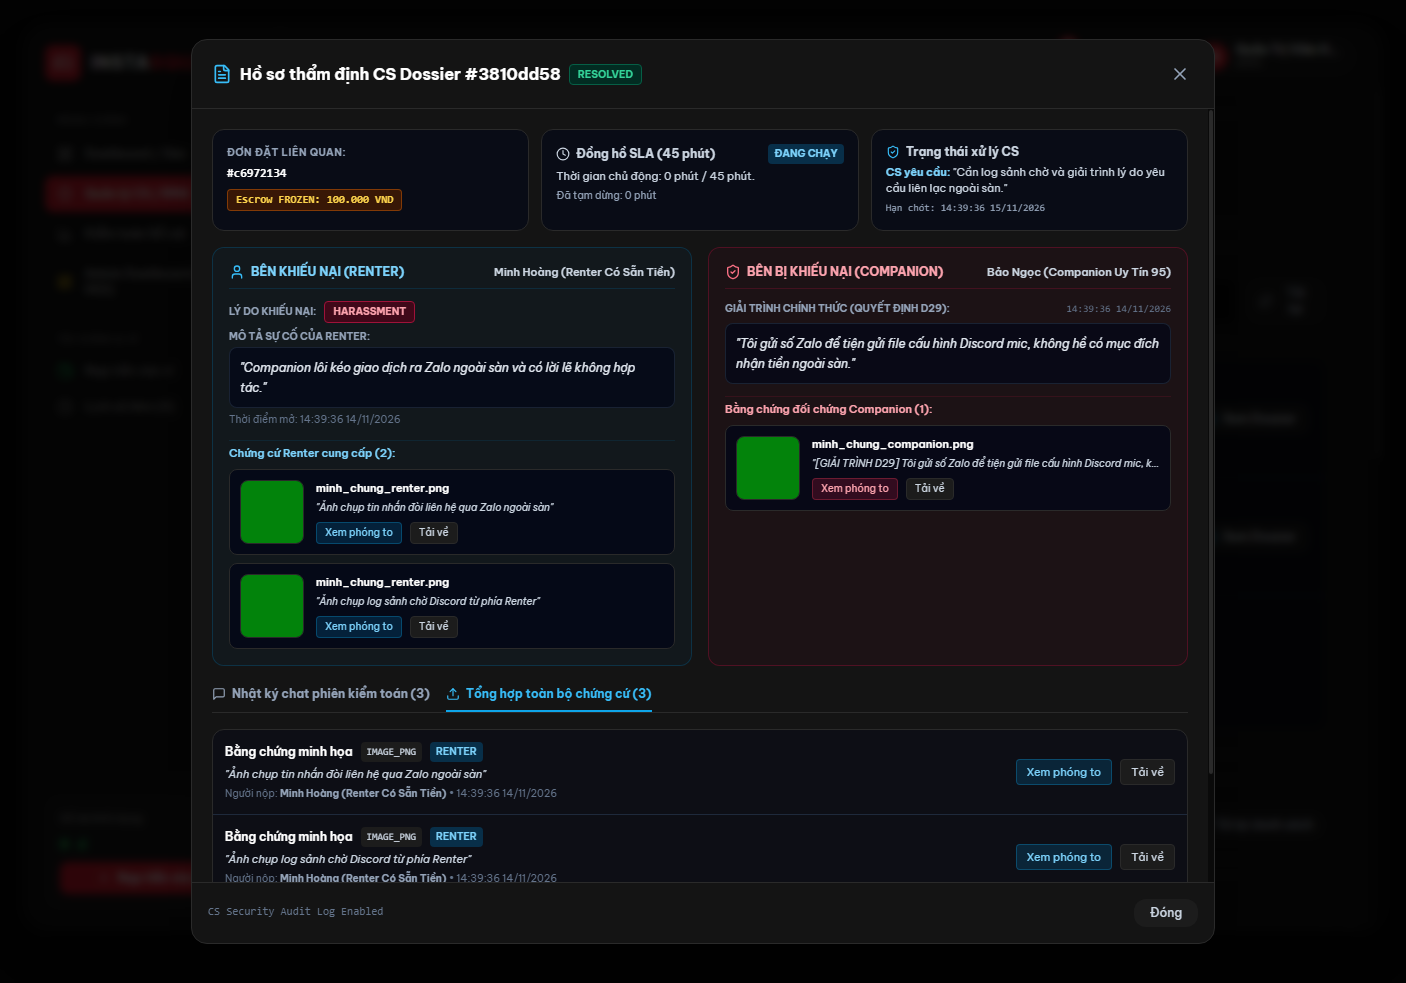 Hồ sơ thẩm định CS Dossier #3810dd58 RESOLVED
ĐƠN ĐẶT LIÊN QUAN:
#c6972134
Escrow FROZEN: 100.000 VND
Đồng hồ SLA (45 phút) ĐANG CHẠY
Thời gian chủ động: 0 phút / 45 phút.
Đã tạm dừng: 0 phút
Trạng thái xử lý CS
CS yêu cầu: "Cần log sảnh chờ và giải trình lý do yêu
cầu liên lạc ngoài sàn."
Hạn chót: 14:39:36 15/11/2026
BÊN KHIẾU NẠI (RENTER) Minh Hoàng (Renter Có Sẵn Tiền)
LÝ DO KHIẾU NẠI: HARASSMENT
MÔ TẢ SỰ CỐ CỦA RENTER:
"Companion lôi kéo giao dịch ra Zalo ngoài sàn và có lời lẽ không hợp
tác."
Thời điểm mở: 14:39:36 14/11/2026
Chứng cứ Renter cung cấp (2):
minh_chung_renter.png
"Ảnh chụp tin nhắn đòi liên hệ qua Zalo ngoài sàn"
Xem phóng to Tải về
minh_chung_renter.png
"Ảnh chụp log sảnh chờ Discord từ phía Renter"
Xem phóng to Tải về
BÊN BỊ KHIẾU NẠI (COMPANION) Bảo Ngọc (Companion Uy Tín 95)
GIẢI TRÌNH CHÍNH THỨC (QUYẾT ĐỊNH D29): 14:39:36 14/11/2026
"Tôi gửi số Zalo để tiện gửi file cấu hình Discord mic, không hề có mục đích
nhận tiền ngoài sàn."
Bằng chứng đối chứng Companion (1):
minh_chung_companion.png
"[GIẢI TRÌNH D29] Tôi gửi số Zalo để tiện gửi file cấu hình Discord mic, k...
Xem phóng to Tải về
Nhật ký chat phiên kiểm toán (3) Tổng hợp toàn bộ chứng cứ (3)
Bằng chứng minh họa IMAGE_PNG RENTER
"Ảnh chụp tin nhắn đòi liên hệ qua Zalo ngoài sàn"
Người nộp: Minh Hoàng (Renter Có Sẵn Tiền) • 14:39:36 14/11/2026
Xem phóng to Tải về
Bằng chứng minh họa IMAGE_PNG RENTER
"Ảnh chụp log sảnh chờ Discord từ phía Renter"
Người nộp: Minh Hoàng (Renter Có Sẵn Tiền) • 14:39:36 14/11/2026
Xem phóng to Tải về
CS Security Audit Log Enabled
Đóng